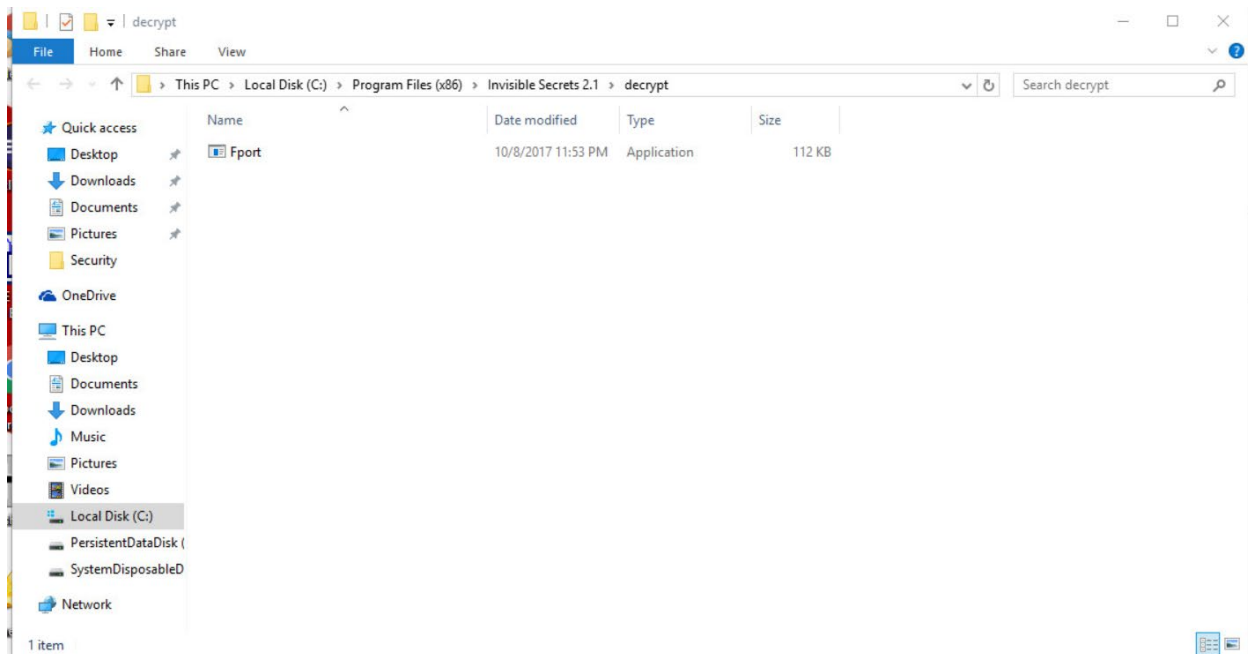 decrypt
File Home Share View
This PC > Local Disk (C:) > Program Files (x86) > Invisible Secrets 2.1 > decrypt Search decrypt
Name Date modified Type Size
Quick access
Desktop
Fport 10/8/2017 11:53 PM Application 112 KB
Downloads
Documents
Pictures
Security
OneDrive
This PC
Desktop
Documents
Downloads
Music
Pictures
Videos
Local Disk (C:)
PersistentDataDisk (
SystemDisposableD
Network
1 item